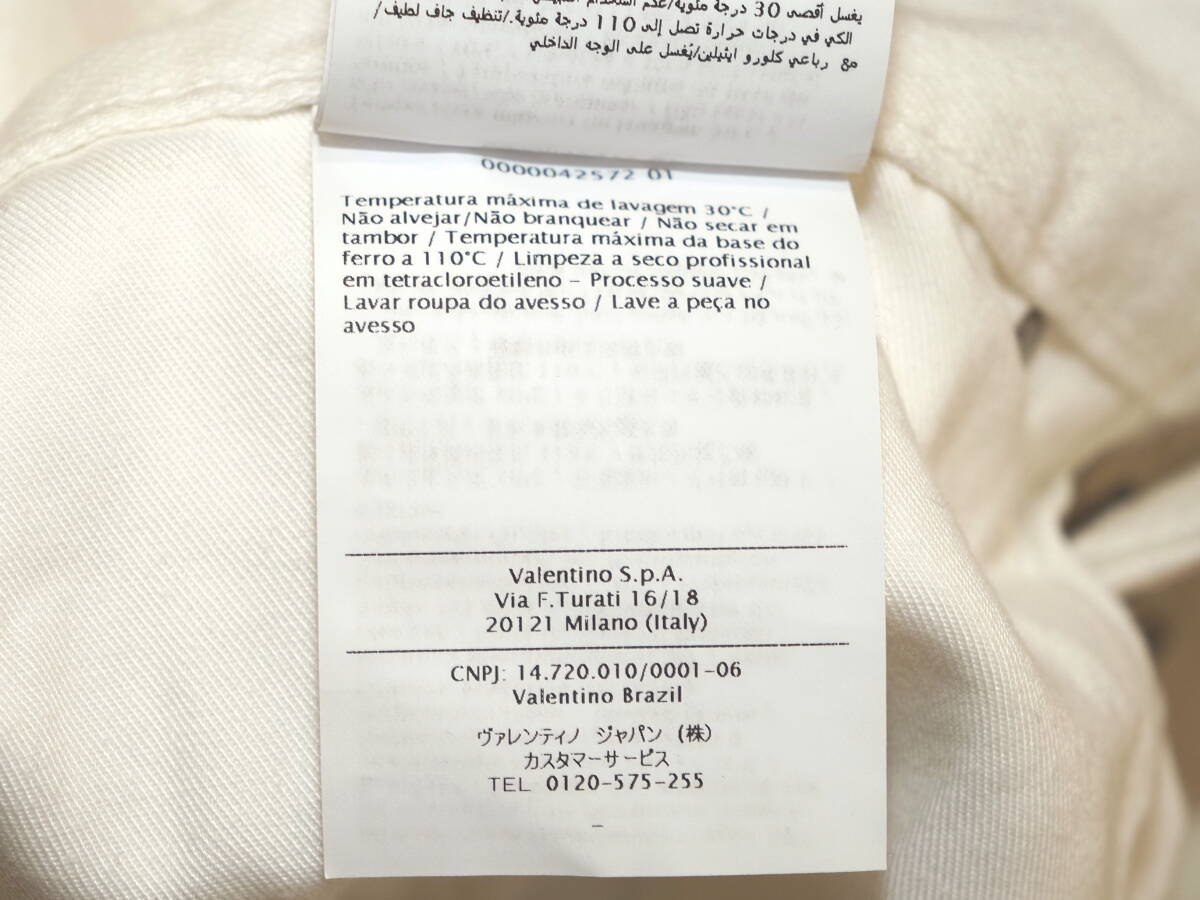 يغسل أقصى 30 درجة مئوية/عدم استخدام
الكي في درجات حرارة تصل إلى 110 درجة مئوية./تنظيف جاف لطيف/
مع رباعي كلورو ايثيلين/يُغسل على الوجه الداخلي
0000042572 01
Temperatura máxima de lavagem 30°C /
Não alvejar/Não branquear / Não secar em
tambor / Temperatura máxima da base do
ferro a 110°C / Limpeza a seco profissional
em tetracloroetileno – Processo suave /
Lavar roupa do avesso / Lave a peça no
avesso
Valentino S.p.A.
Via F.Turati 16/18
20121 Milano (Italy)
CNPJ: 14.720.010/0001-06
Valentino Brazil
ヴァレンティノ ジャパン (株)
カスタマーサービス
TEL 0120-575-255
–